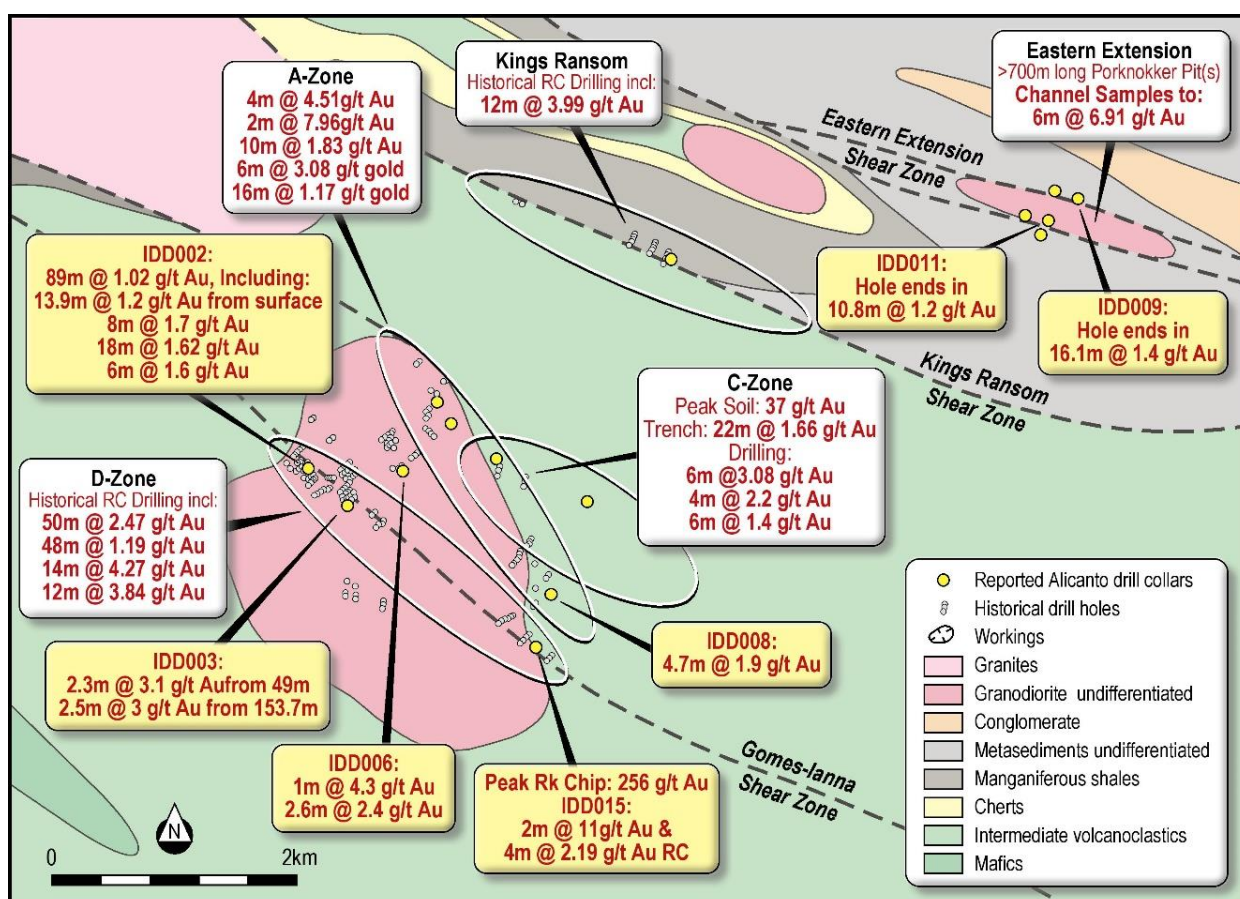 A-Zone
4m @ 4.51g/t Au
2m @ 7.96g/t Au
10m @ 1.83 g/t Au
6m @ 3.08 g/t gold
16m @ 1.17 g/t gold
Kings Ransom
Historical RC Drilling incl:
12m @ 3.99 g/t Au
Eastern Extension
>700m long Porknokker Pit(s)
Channel Samples to:
6m @ 6.91 g/t Au
Eastern Extension
Shear Zone
IDD002:
89m @ 1.02 g/t Au, Including:
13.9m @ 1.2 g/t Au from surface
8m @ 1.7 g/t Au
18m @ 1.62 g/t Au
6m @ 1.6 g/t Au
IDD011:
Hole ends in
10.8m @ 1.2 g/t Au
IDD009:
Hole ends in
16.1m @ 1.4 g/t Au
Kings Ransom
Shear Zone
C-Zone
Peak Soil: 37 g/t Au
Trench: 22m @ 1.66 g/t Au
Drilling:
6m @3.08 g/t Au
4m @ 2.2 g/t Au
6m @ 1.4 g/t Au
D-Zone
Historical RC Drilling incl:
50m @ 2.47 g/t Au
48m @ 1.19 g/t Au
14m @ 4.27 g/t Au
12m @ 3.84 g/t Au
IDD003:
2.3m @ 3.1 g/t Aufrom 49m
2.5m @ 3 g/t Au from 153.7m
IDD008:
4.7m @ 1.9 g/t Au
IDD006:
1m @ 4.3 g/t Au
2.6m @ 2.4 g/t Au
Peak Rk Chip: 256 g/t Au
IDD015:
2m @ 11g/t Au &
4m @ 2.19 g/t Au RC
Gomes-Ianna
Shear Zone
N
0 2km
Reported Alicanto drill collars
Historical drill holes
Workings
Granites
Granodiorite undifferentiated
Conglomerate
Metasediments undifferentiated
Manganiferous shales
Cherts
Intermediate volcanoclastics
Mafics